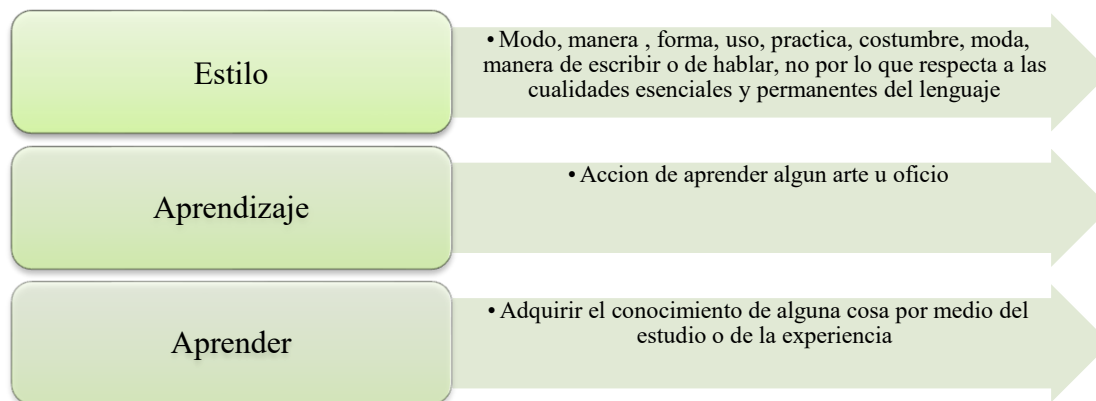 Estilo
• Modo, manera , forma, uso, practica, costumbre, moda,
manera de escribir o de hablar, no por lo que respecta a las
cualidades esenciales y permanentes del lenguaje
Aprendizaje
• Accion de aprender algun arte u oficio
Aprender
• Adquirir el conocimiento de alguna cosa por medio del
estudio o de la experiencia